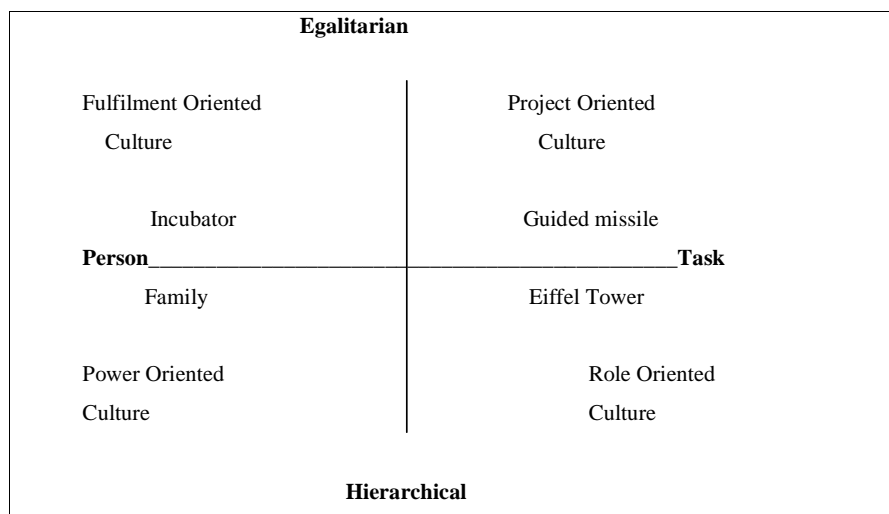 Egalitarian
Fulfilment Oriented Project Oriented
Culture Culture
Incubator Guided missile
Person Task
Family Eiffel Tower
Power Oriented Role Oriented
Culture Culture
Hierarchical